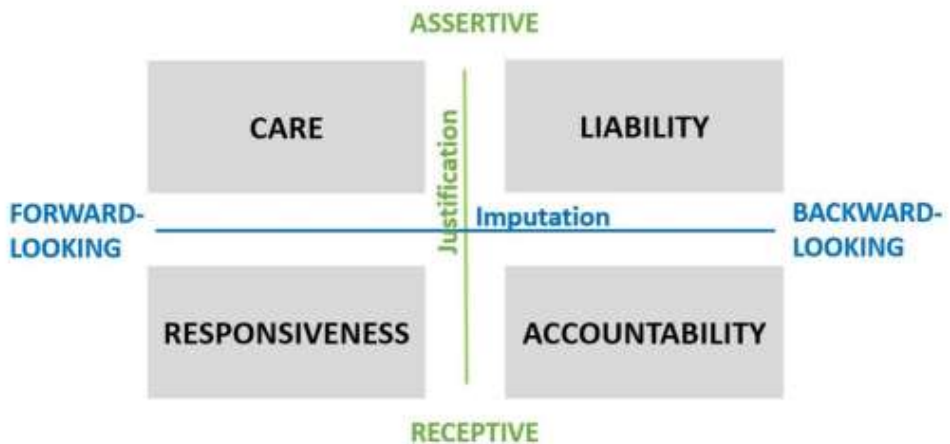 ASSERTIVE
CARE
LIABILITY
Justification
FORWARD-
LOOKING
Imputation
BACKWARD-
LOOKING
RESPONSIVENESS
ACCOUNTABILITY
RECEPTIVE